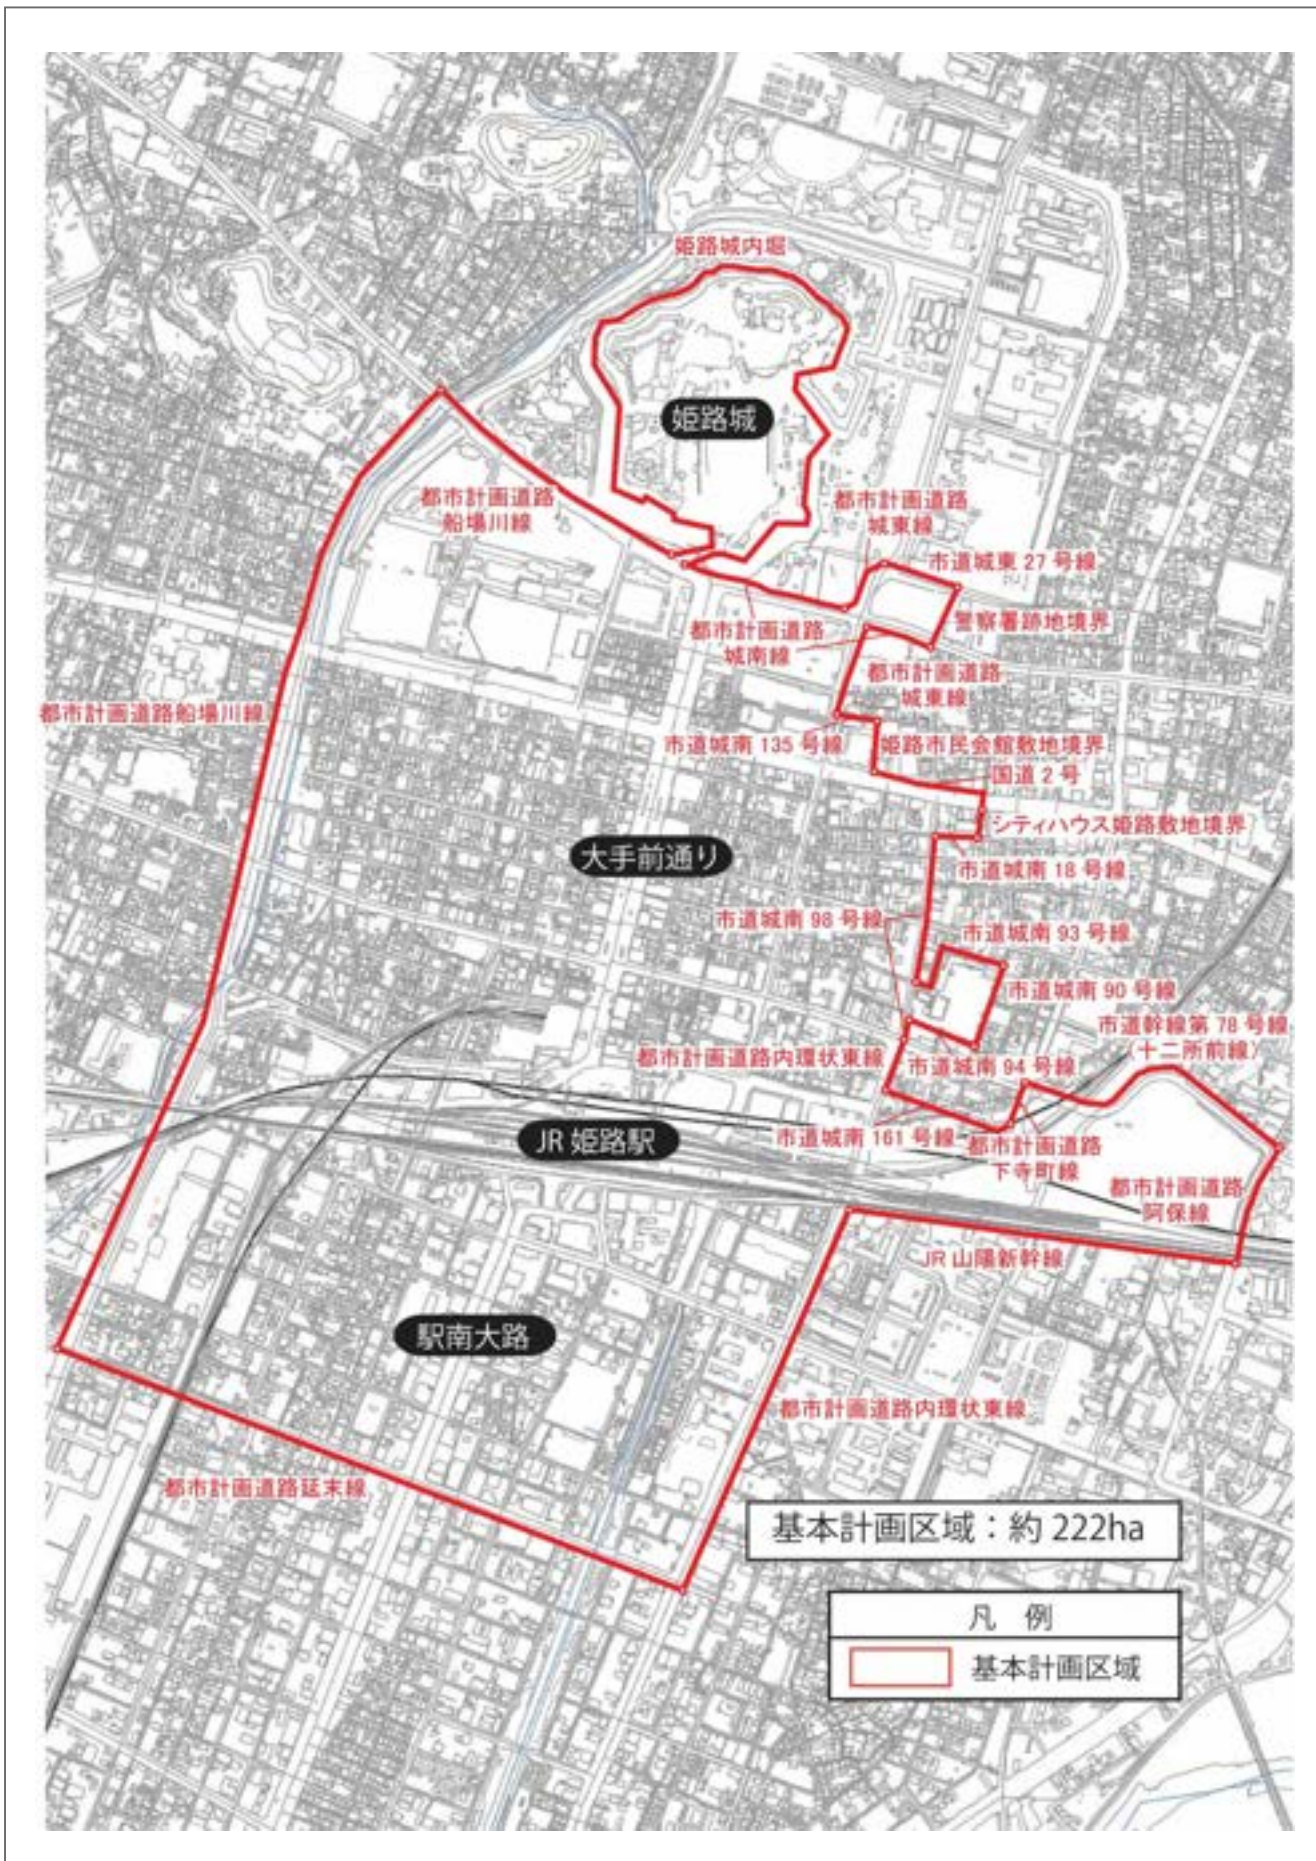 姫路城内堀
姫路城
都市計画道路
船場川線
都市計画道路
城東線
市道城東 27 号線
警察署跡地境界
都市計画道路
城南線
都市計画道路
城東線
都市計画道路船場川線
市道城南 135 号線
姫路市民会館敷地境界
国道 2 号
シティハウス姫路敷地境界
大手前通り
市道城南 18 号線
市道城南 98 号線
市道城南 93 号線
市道城南 90 号線
市道幹線第 78 号線
(十二所前線)
都市計画道路内環状東線
市道城南 94 号線
JR 姫路駅
市道城南 161 号線
都市計画道路
下寺町線
都市計画道路
阿保線
JR 山陽新幹線
駅南大路
都市計画道路内環状東線
都市計画道路延末線
基本計画区域：約 222ha
凡 例
基本計画区域